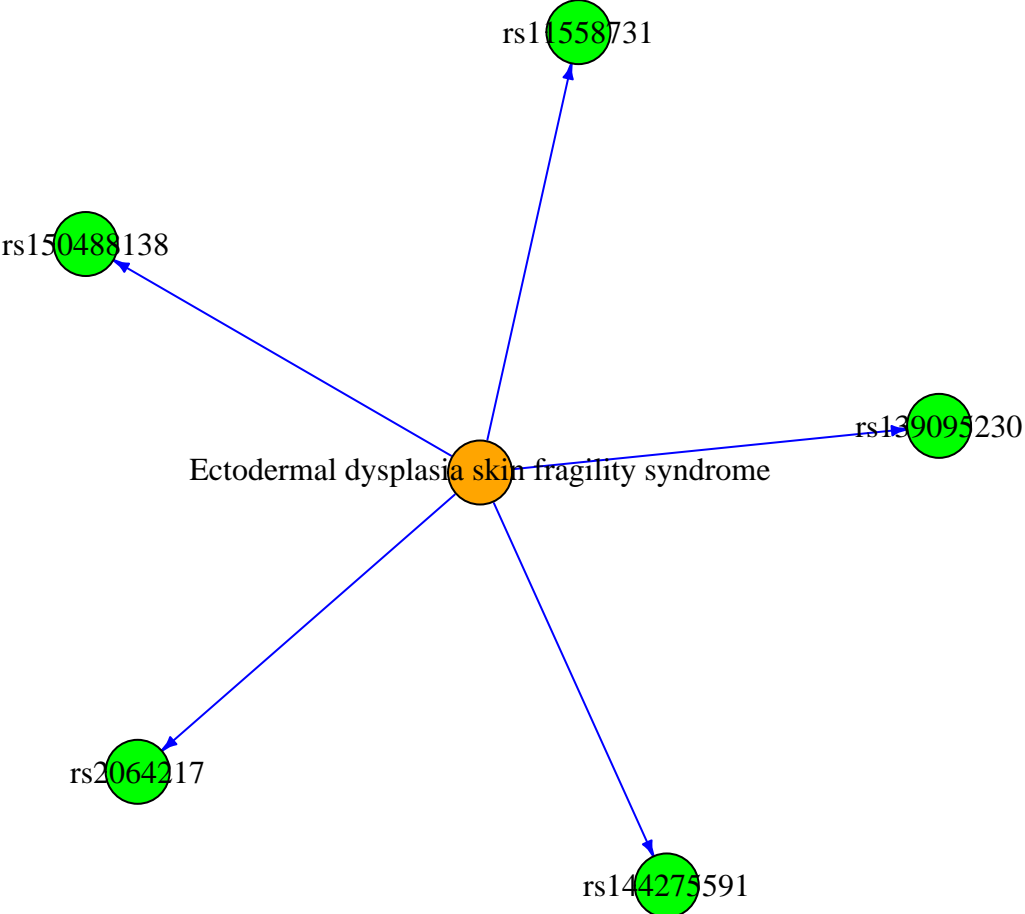 rs11558731
rs150488138
rs139095230
Ectodermal dysplasia skin fragility syndrome
rs2064217
rs144275591